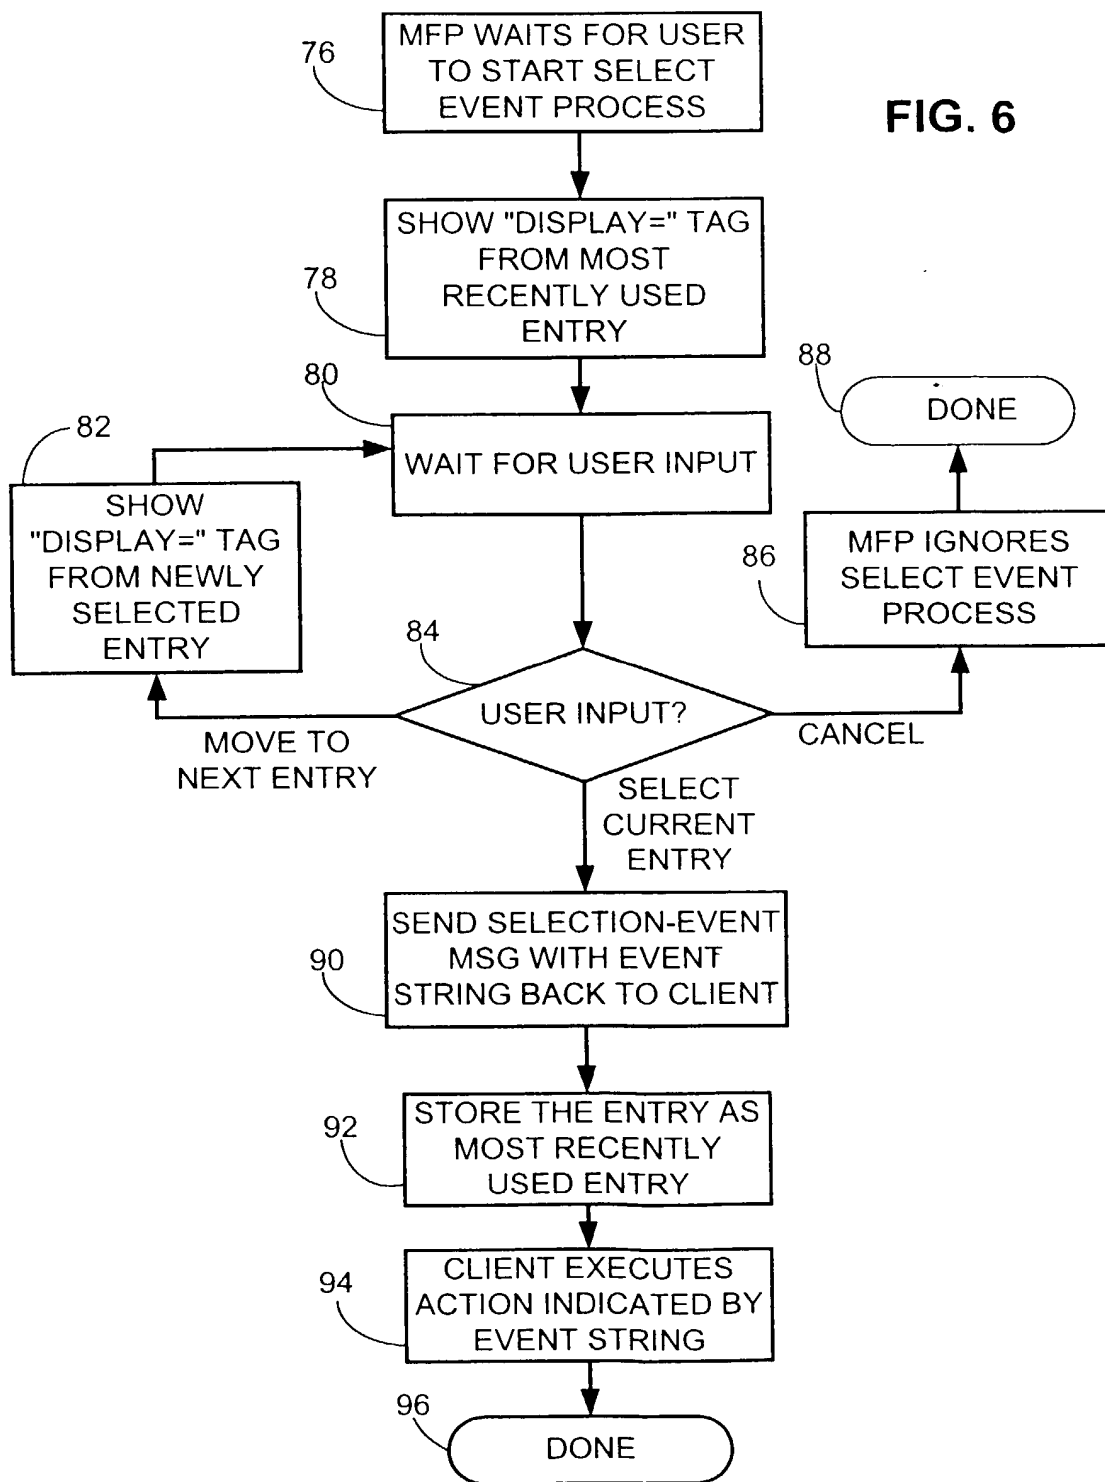 76
MFP WAITS FOR USER
TO START SELECT
EVENT PROCESS
FIG. 6
78
SHOW "DISPLAY=" TAG
FROM MOST
RECENTLY USED
ENTRY
80
WAIT FOR USER INPUT
82
SHOW
"DISPLAY=" TAG
FROM NEWLY
SELECTED
ENTRY
88
DONE
86
MFP IGNORES
SELECT EVENT
PROCESS
84
USER INPUT?
MOVE TO
NEXT ENTRY
CANCEL
SELECT
CURRENT
ENTRY
90
SEND SELECTION-EVENT
MSG WITH EVENT
STRING BACK TO CLIENT
92
STORE THE ENTRY AS
MOST RECENTLY
USED ENTRY
94
CLIENT EXECUTES
ACTION INDICATED BY
EVENT STRING
96
DONE